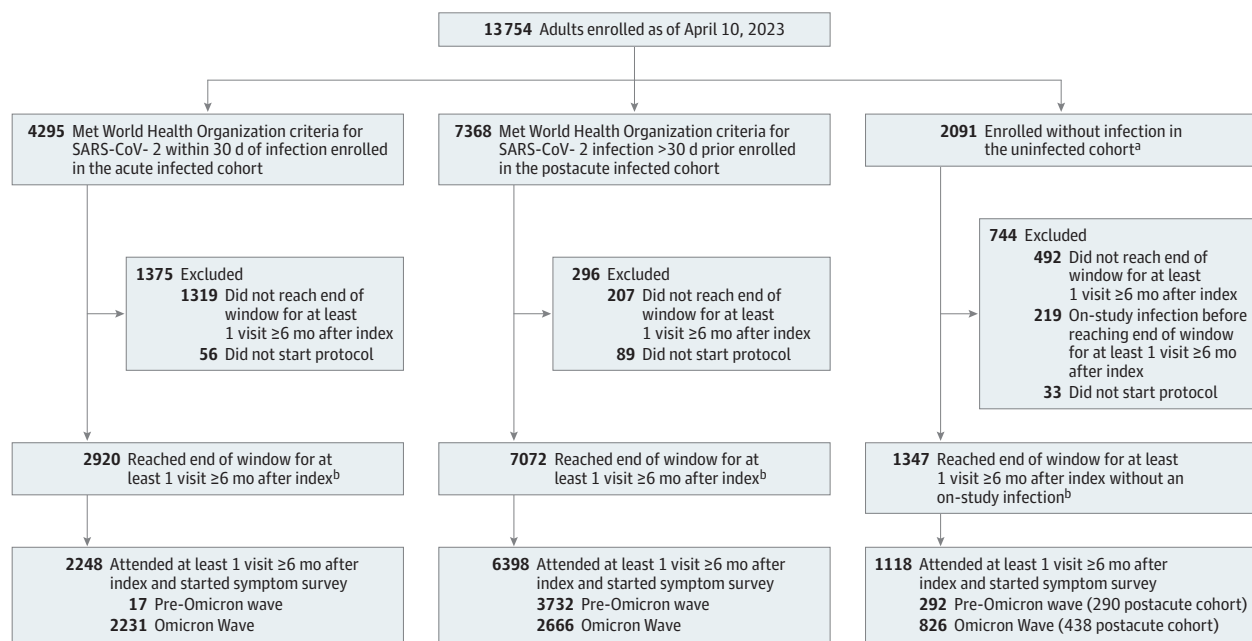 13754 Adults enrolled as of April 10, 2023
4295 Met World Health Organization criteria for
SARS-CoV- 2 within 30 d of infection enrolled
in the acute infected cohort
7368 Met World Health Organization criteria for
SARS-CoV- 2 infection >30 d prior enrolled
in the postacute infected cohort
2091 Enrolled without infection in
the uninfected cohortᵃ
1375 Excluded
1319 Did not reach end of
window for at least
1 visit ≥6 mo after index
56 Did not start protocol
296 Excluded
207 Did not reach end of
window for at least
1 visit ≥6 mo after index
89 Did not start protocol
744 Excluded
492 Did not reach end of
window for at least
1 visit ≥6 mo after index
219 On-study infection before
reaching end of window
for at least 1 visit ≥6 mo
after index
33 Did not start protocol
2920 Reached end of window for at
least 1 visit ≥6 mo after indexᵇ
7072 Reached end of window for at
least 1 visit ≥6 mo after indexᵇ
1347 Reached end of window for at least
1 visit ≥6 mo after index without an
on-study infectionᵇ
2248 Attended at least 1 visit ≥6 mo after
index and started symptom survey
17 Pre-Omicron wave
2231 Omicron Wave
6398 Attended at least 1 visit ≥6 mo after
index and started symptom survey
3732 Pre-Omicron wave
2666 Omicron Wave
1118 Attended at least 1 visit ≥6 mo after
index and started symptom survey
292 Pre-Omicron wave (290 postacute cohort)
826 Omicron Wave (438 postacute cohort)